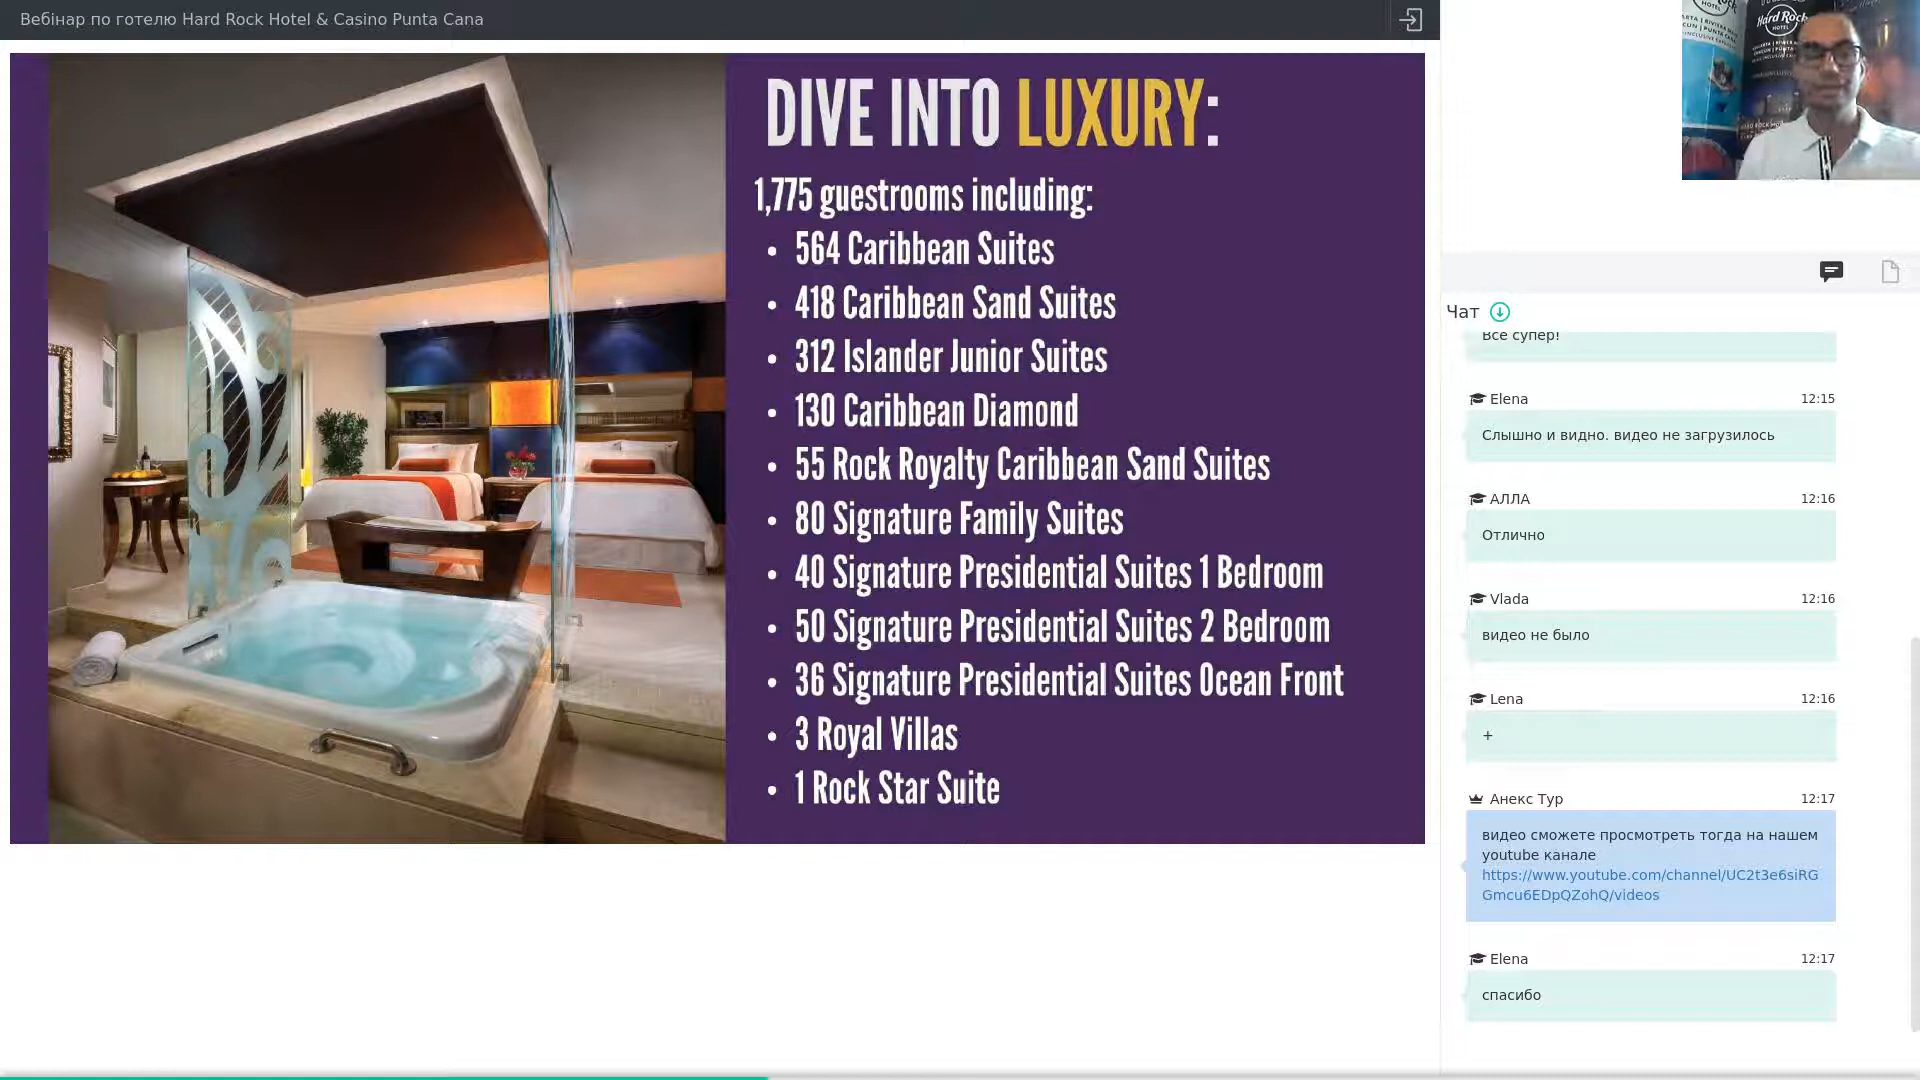 Вебінар по готелю Hard Rock Hotel & Casino Punta Cana
DIVE INTO LUXURY:
1,775 guestrooms including:
• 564 Caribbean Suites
• 418 Caribbean Sand Suites
• 312 Islander Junior Suites
• 130 Caribbean Diamond
• 55 Rock Royalty Caribbean Sand Suites
• 80 Signature Family Suites
• 40 Signature Presidential Suites 1 Bedroom
• 50 Signature Presidential Suites 2 Bedroom
• 36 Signature Presidential Suites Ocean Front
• 3 Royal Villas
• 1 Rock Star Suite
Hard Rock
HOTEL
Чат
Все супер!
Elena 12:15
Слышно и видно. видео не загрузилось
АЛЛА 12:16
Отлично
Vlada 12:16
видео не было
Lena 12:16
+
Анекс Тур 12:17
видео сможете просмотреть тогда на нашем
youtube канале
https://www.youtube.com/channel/UC2t3e6siRG
Gmcu6EDpQZohQ/videos
Elena 12:17
спасибо